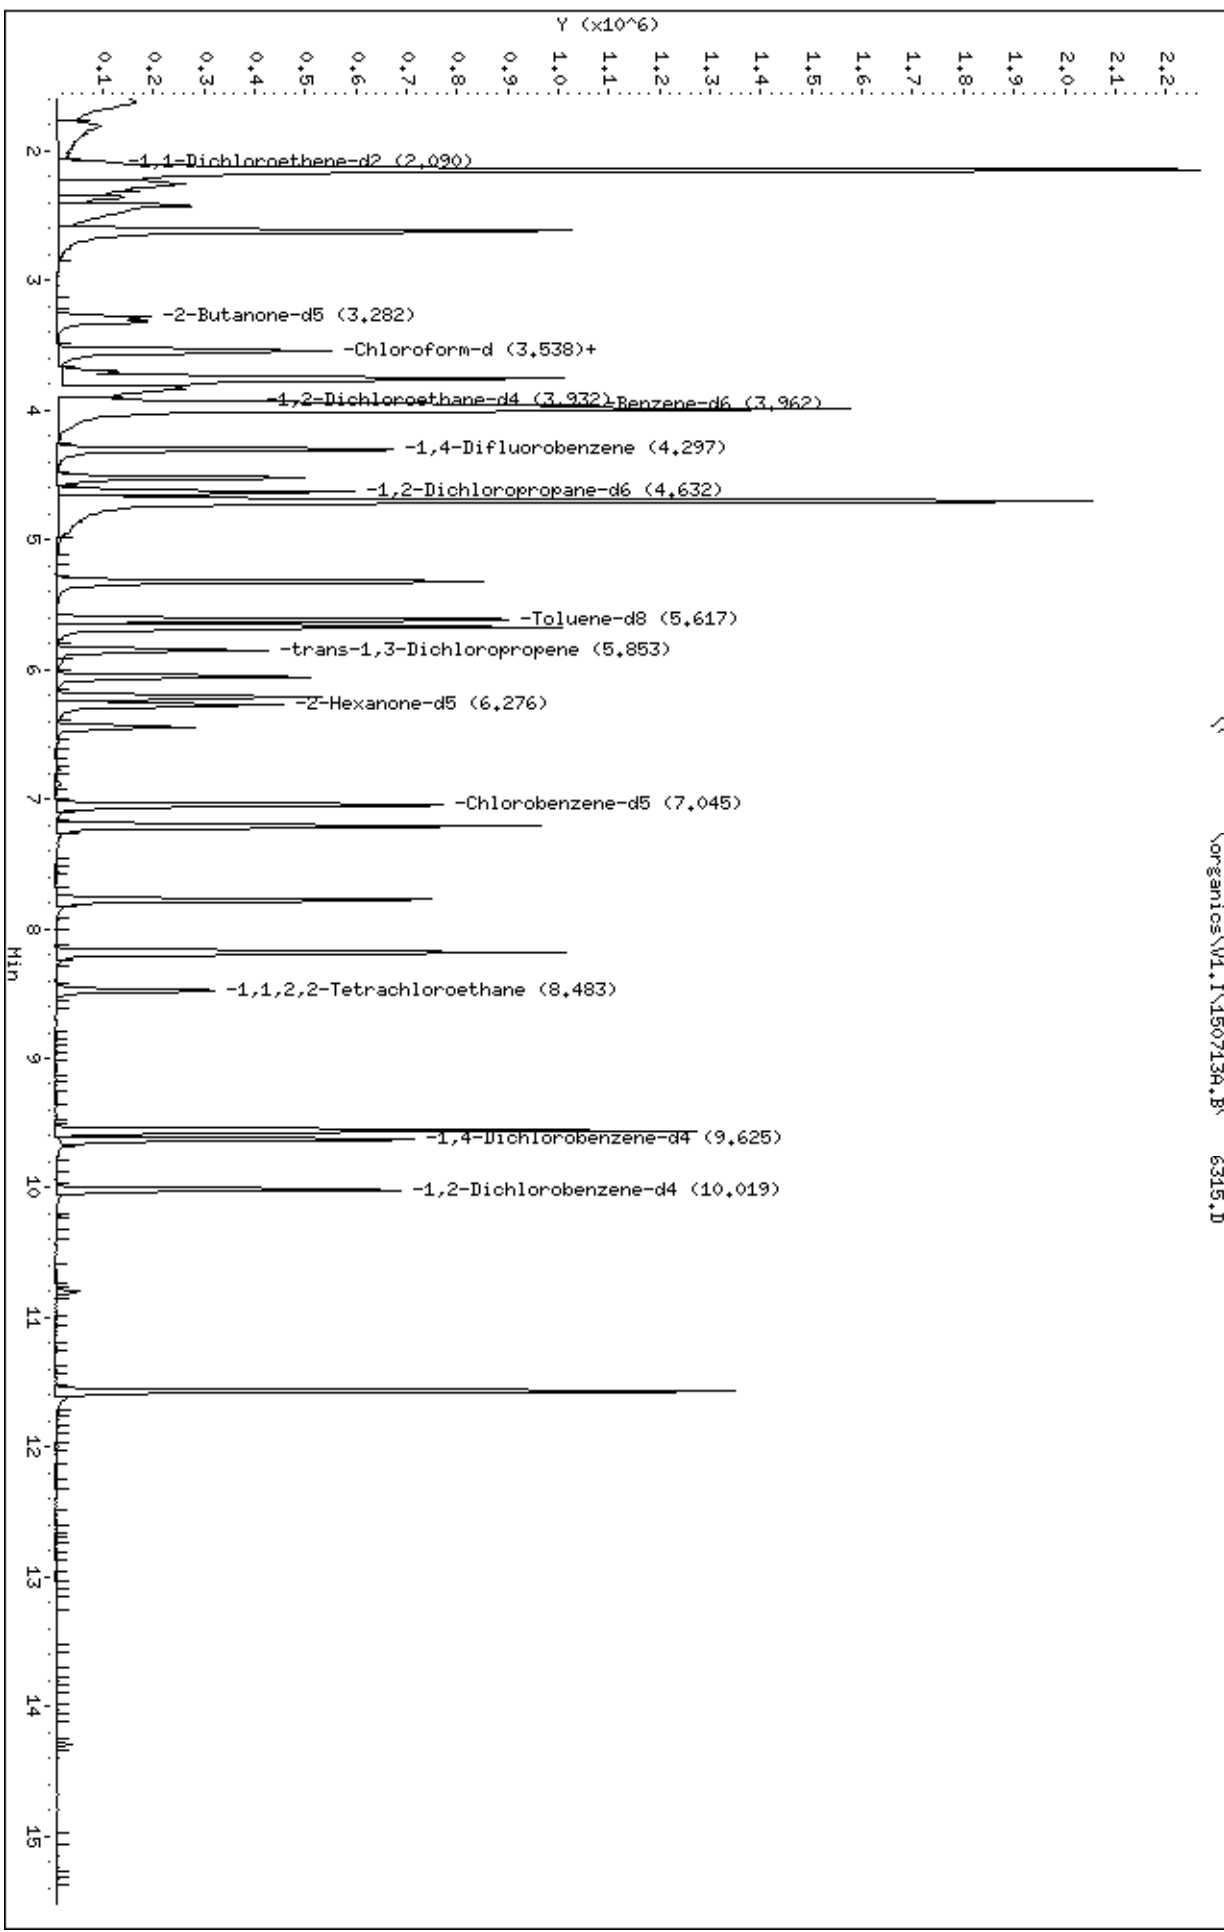 Y (x10^6)
0.1
0.2
0.3
0.4
0.5
0.6
0.7
0.8
0.9
1.0
1.1
1.2
1.3
1.4
1.5
1.6
1.7
1.8
1.9
2.0
2.1
2.2
-1,1-Dichloroethene-d2 (2.090)
-2-Butanone-d5 (3.282)
-Chloroform-d (3.538)+
-1,2-Dichloroethane-d4 (3.932)
-Benzene-d6 (3.962)
-1,4-Difluorobenzene (4.297)
-1,2-Dichloropropane-d6 (4.632)
-Toluene-d8 (5.617)
-trans-1,3-Dichloropropene (5.853)
-2-Hexanone-d5 (6.276)
-Chlorobenzene-d5 (7.045)
-1,1,2,2-Tetrachloroethane (8.483)
-1,4-Dichlorobenzene-d4 (9.625)
-1,2-Dichlorobenzene-d4 (10.019)
2
3
4
5
6
7
8
9
10
11
12
13
14
15
Min
\organics\V1.I\150713A.B\ 6315.D